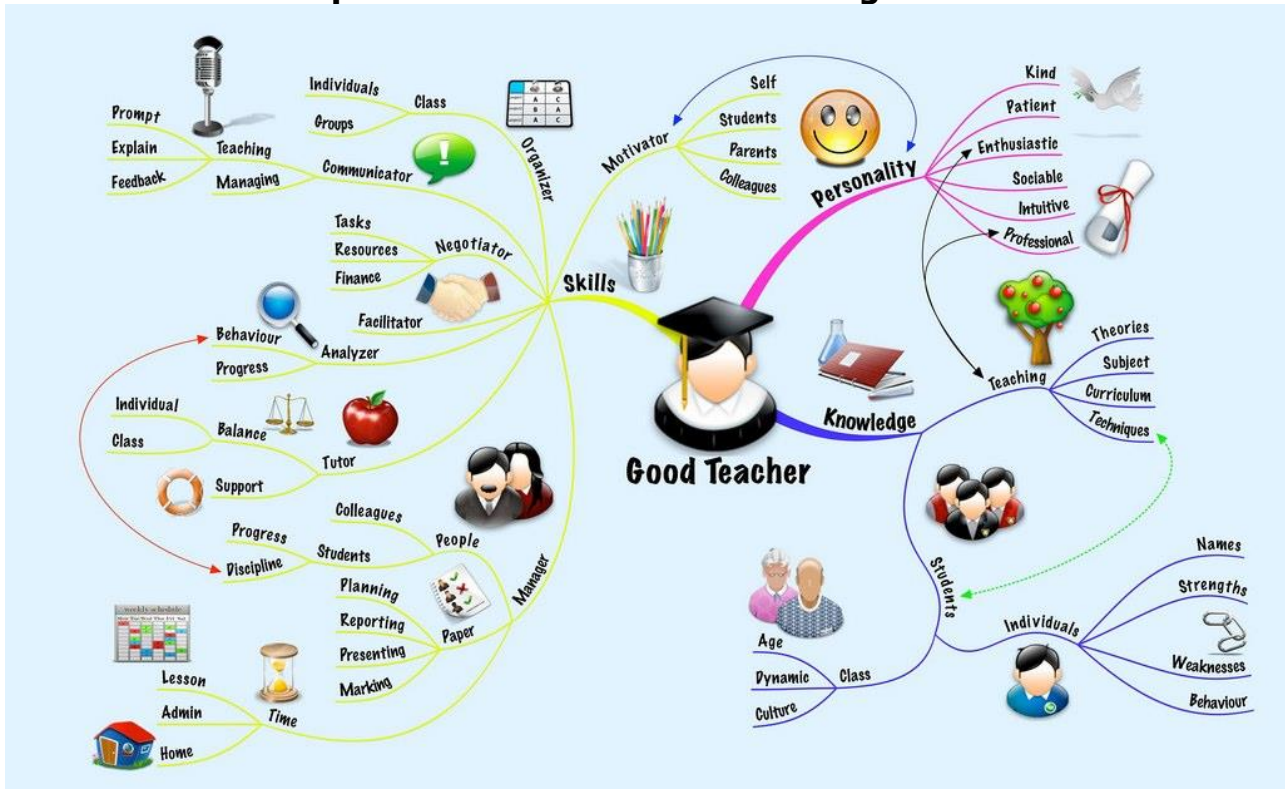 Good Teacher
Skills
Motivator
Self
Students
Parents
Colleagues
Organizer
Class
Individuals
Groups
Communicator
Teaching
Prompt
Explain
Feedback
Managing
Negotiator
Tasks
Resources
Finance
Facilitator
Analyzer
Behaviour
Progress
Tutor
Balance
Individual
Class
Support
Manager
People
Colleagues
Students
Progress
Discipline
Paper
Planning
Reporting
Presenting
Marking
Time
Lesson
Admin
Home
weekly schedule
A C
B A
A C
Personality
Kind
Patient
Enthusiastic
Sociable
Intuitive
Professional
Knowledge
Teaching
Theories
Subject
Curriculum
Techniques
Students
Individuals
Names
Strengths
Weaknesses
Behaviour
Class
Age
Dynamic
Culture